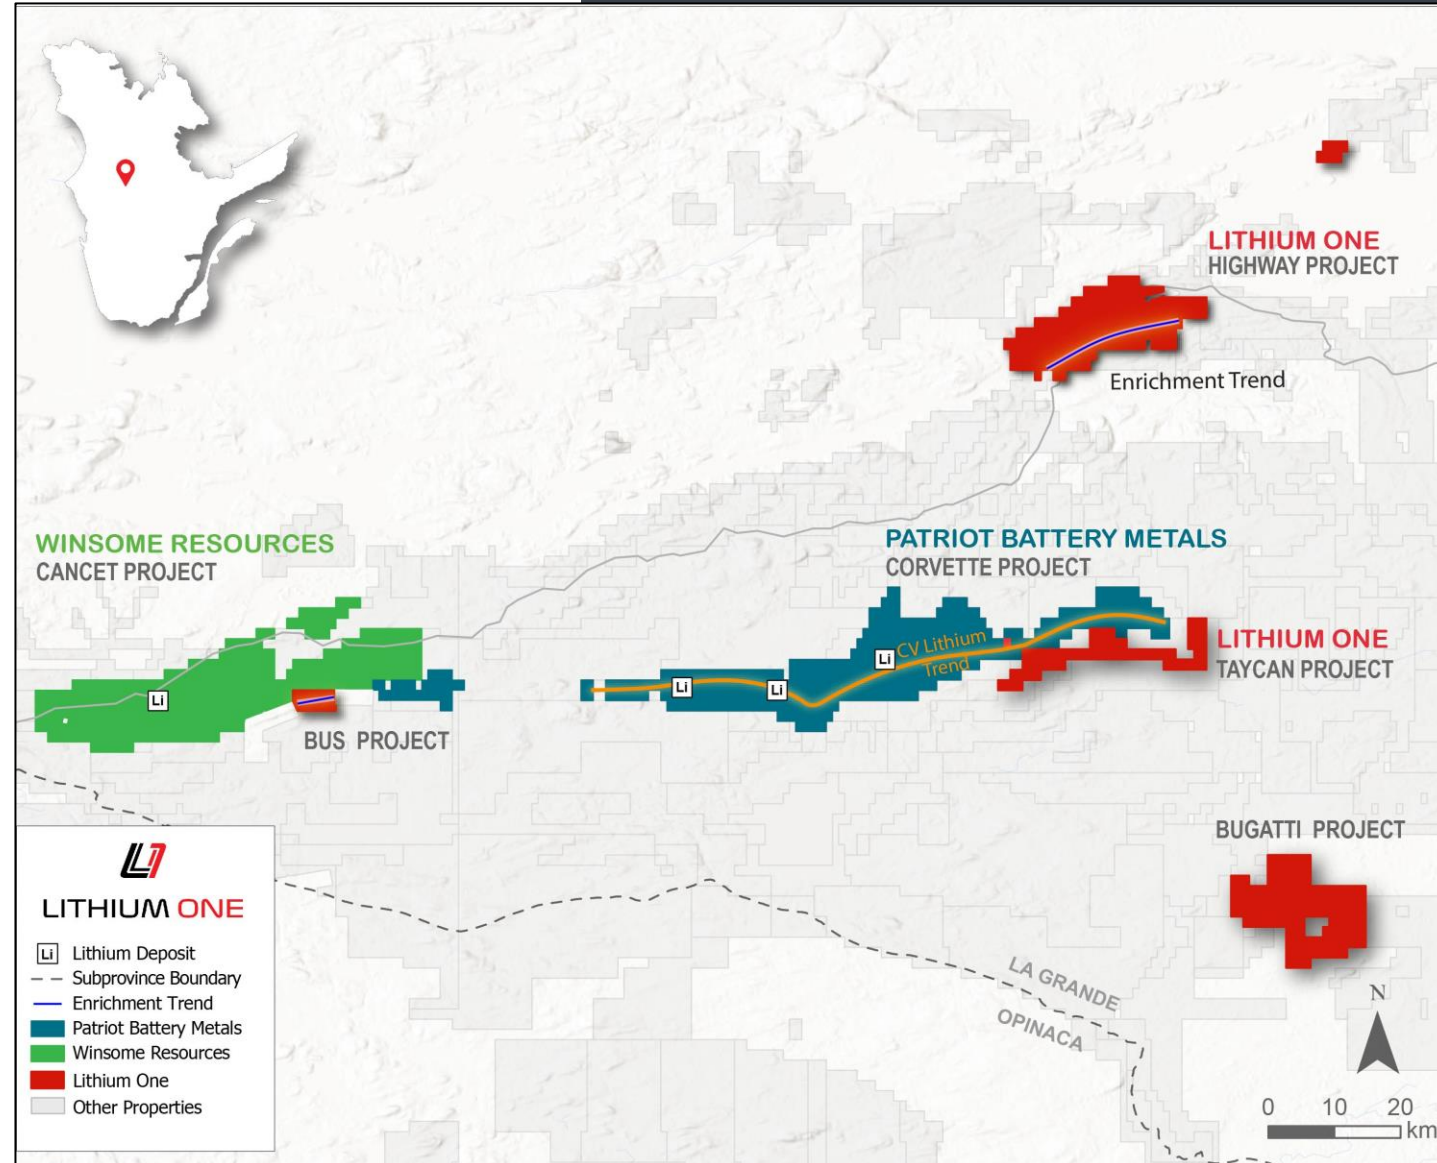 LITHIUM ONE
HIGHWAY PROJECT
Enrichment Trend
WINSOME RESOURCES
CANCET PROJECT
PATRIOT BATTERY METALS
CORVETTE PROJECT
CV Lithium
Trend
Li
Li
Li
Li
LITHIUM ONE
TAYCAN PROJECT
BUS PROJECT
BUGATTI PROJECT
LITHIUM ONE
Li Lithium Deposit
Subprovince Boundary
Enrichment Trend
Patriot Battery Metals
Winsome Resources
Lithium One
Other Properties
LA GRANDE
OPINACA
N
0 10 20
km